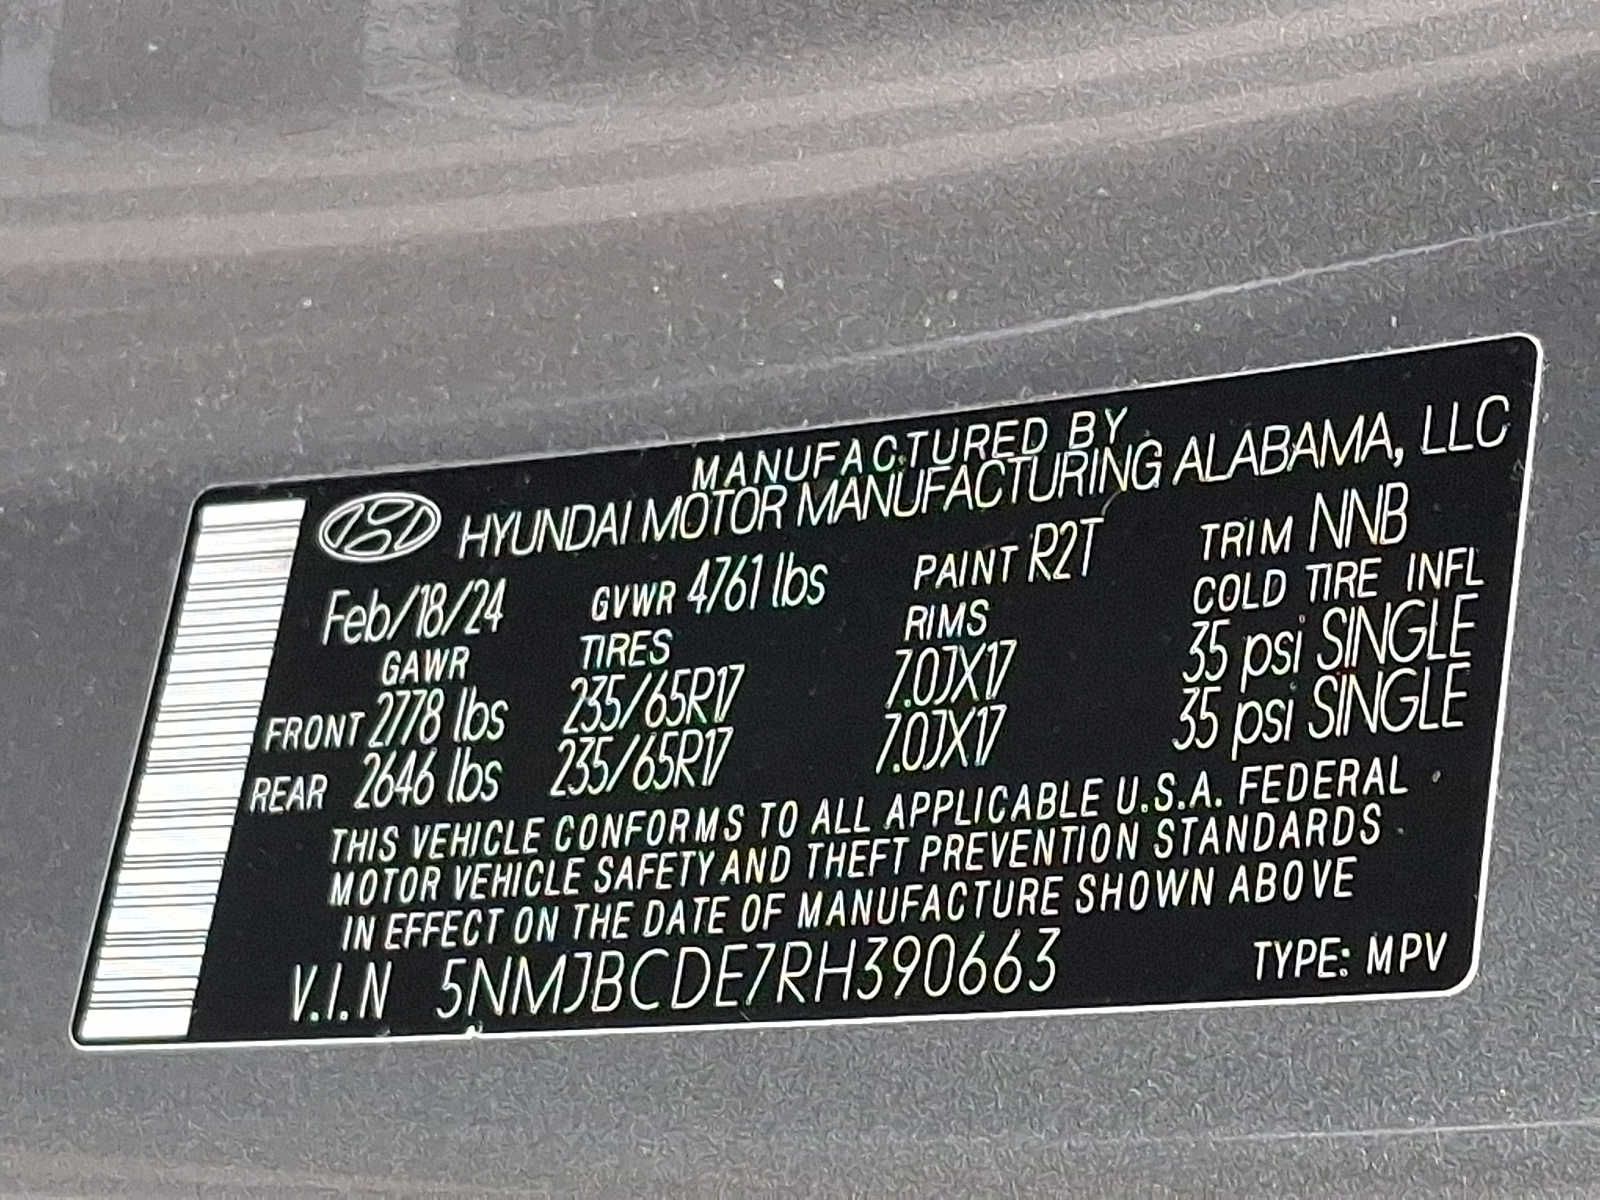 MANUFACTURED BY
HYUNDAI MOTOR MANUFACTURING ALABAMA, LLC
Feb/18/24 GVWR 4761 lbs PAINT R2T TRIM NNB
GAWR TIRES RIMS COLD TIRE INFL
FRONT 2778 lbs 235/65R17 7.0JX17 35 psi SINGLE
REAR 2646 lbs 235/65R17 7.0JX17 35 psi SINGLE
THIS VEHICLE CONFORMS TO ALL APPLICABLE U.S.A. FEDERAL
MOTOR VEHICLE SAFETY AND THEFT PREVENTION STANDARDS
IN EFFECT ON THE DATE OF MANUFACTURE SHOWN ABOVE
V.I.N 5NMJBCDE7RH390663 TYPE: MPV